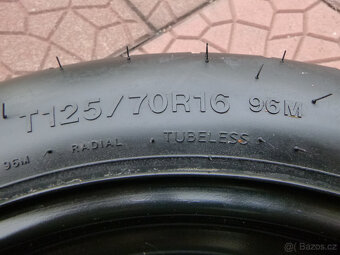 T125/70R16 96M
96M RADIAL TUBELESS
Bazos.cz